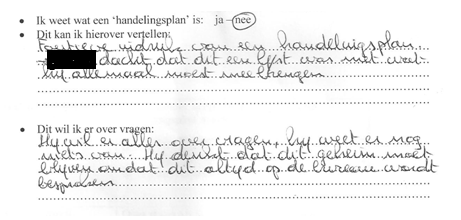 • Ik weet wat een 'handelingsplan' is: ja – nee
• Dit kan ik hierover vertellen:
van een handelingsplan
dacht dat dit een lijst was met wat
hij allemaal moest meebrengen
• Dit wil ik er over vragen:
Hij wil er alles over vragen, hij weet er nog
niets van. Hij denkt dat dit geheim moet
blijven omdat dit altijd op de bureau wordt
besproken